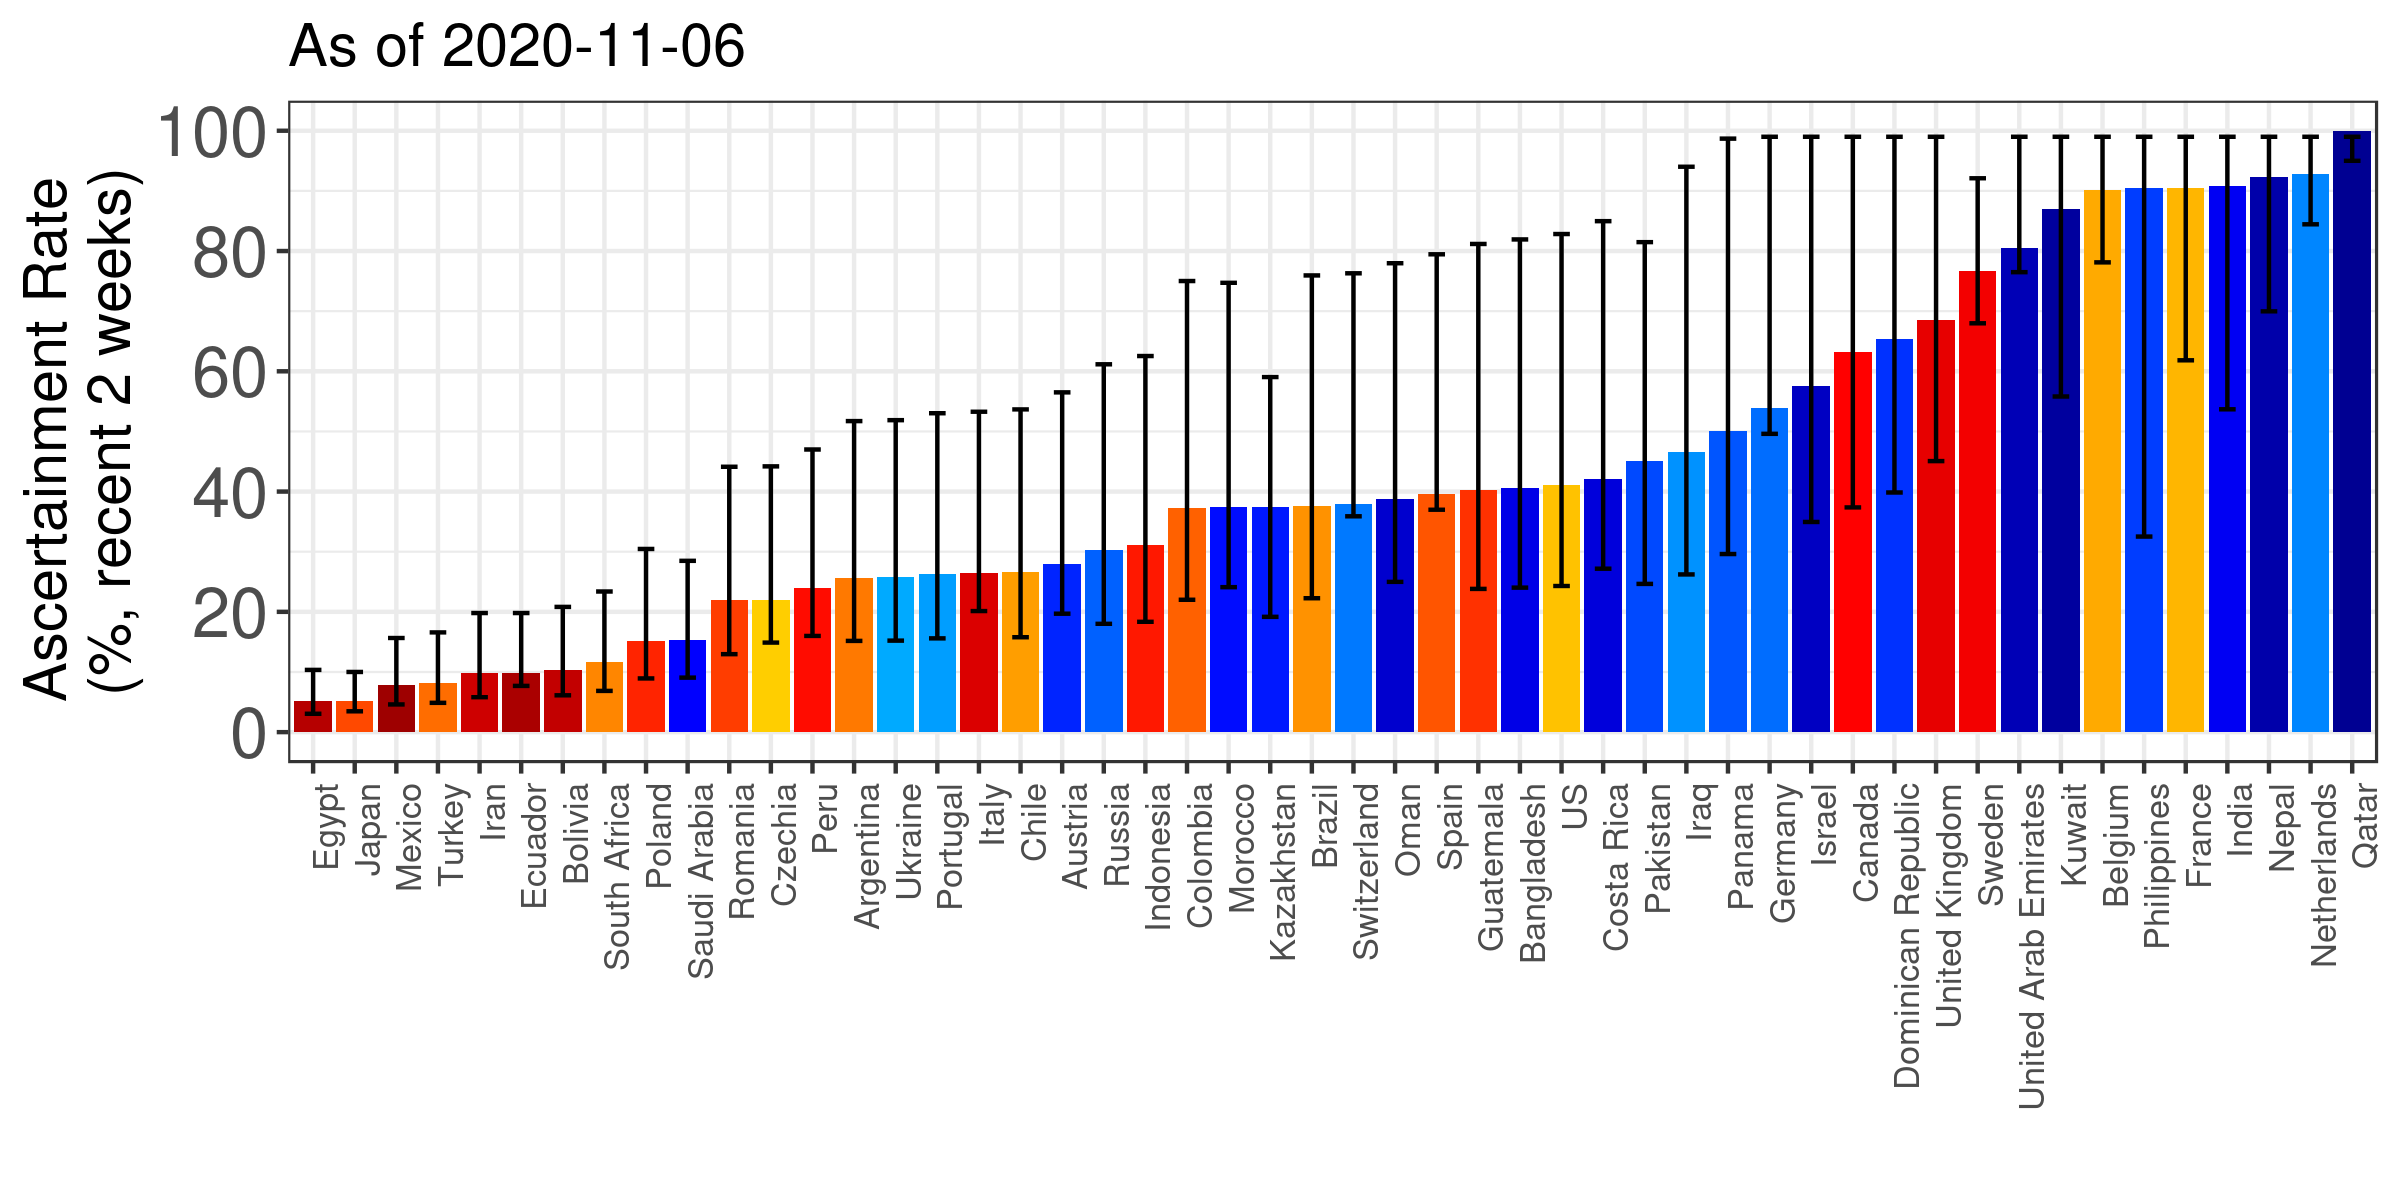 As of 2020-11-06
Ascertainment Rate
(%, recent 2 weeks)
100
80
60
40
20
0
Egypt
Japan
Mexico
Turkey
Iran
Ecuador
Bolivia
South Africa
Poland
Saudi Arabia
Romania
Czechia
Peru
Argentina
Ukraine
Portugal
Italy
Chile
Austria
Russia
Indonesia
Colombia
Morocco
Kazakhstan
Brazil
Switzerland
Oman
Spain
Guatemala
Bangladesh
US
Costa Rica
Pakistan
Iraq
Panama
Germany
Israel
Canada
Dominican Republic
United Kingdom
Sweden
United Arab Emirates
Kuwait
Belgium
Philippines
France
India
Nepal
Netherlands
Qatar